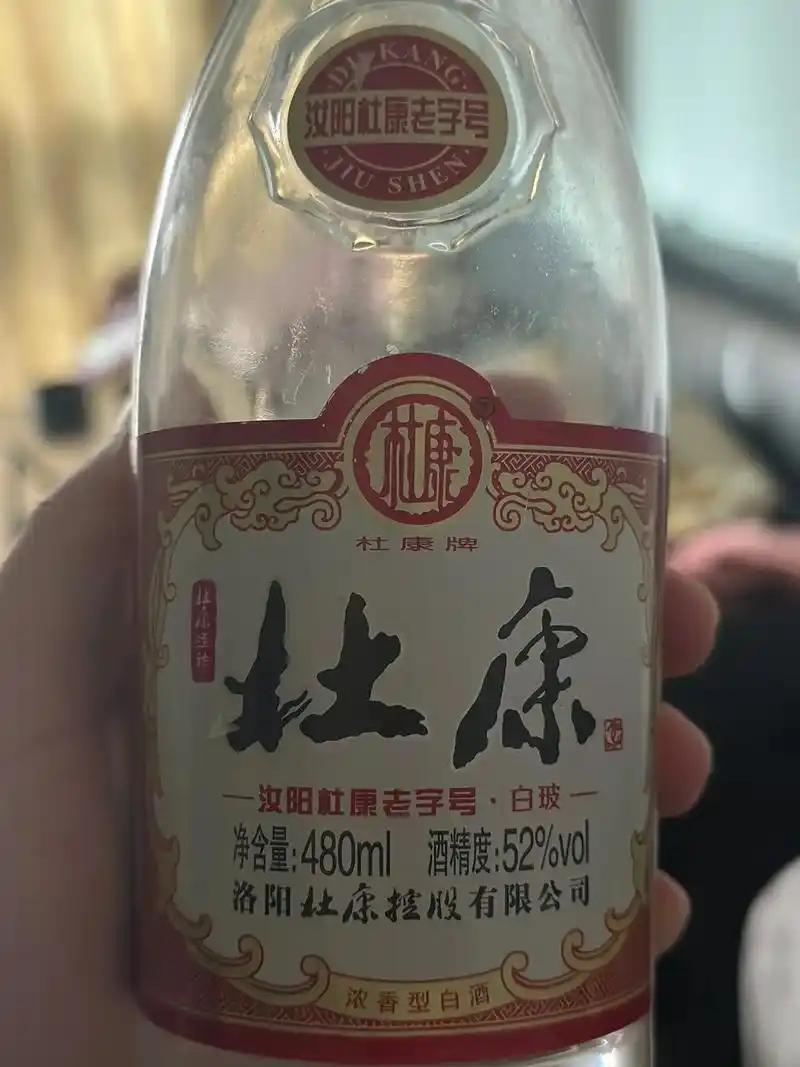 DU KANG
汝阳杜康老字号
JIU SHEN
杜康
杜康牌
杜康
汝阳杜康老字号·白玻
净含量:480ml 酒精度:52%vol
洛阳杜康控股有限公司
浓香型白酒